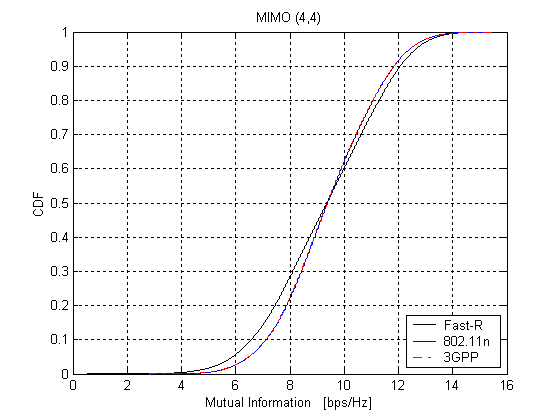 MIMO (4,4)
1
0.9
0.8
0.7
0.6
0.5
0.4
0.3
0.2
0.1
0
CDF
0 2 4 6 8 10 12 14 16
Mutual Information [bps/Hz]
Fast-R
802.11n
3GPP